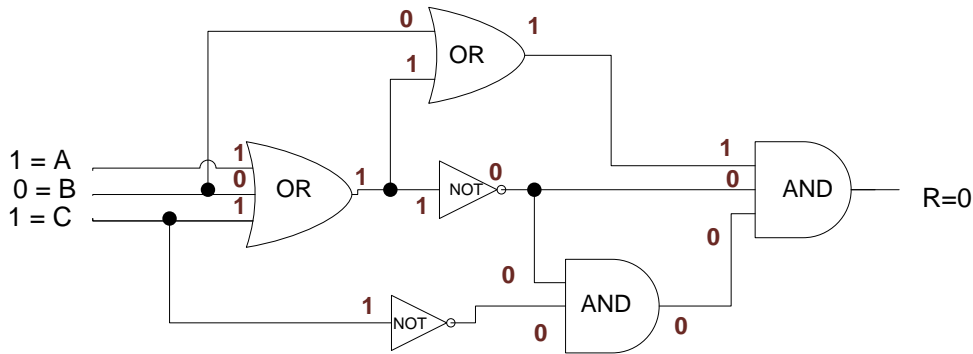 0 1
OR
1
1 = A 1 1
0 = B 0 OR 1 NOT 0 0 AND
1 = C 1 1 R=0
0
0
1 NOT AND
0 0